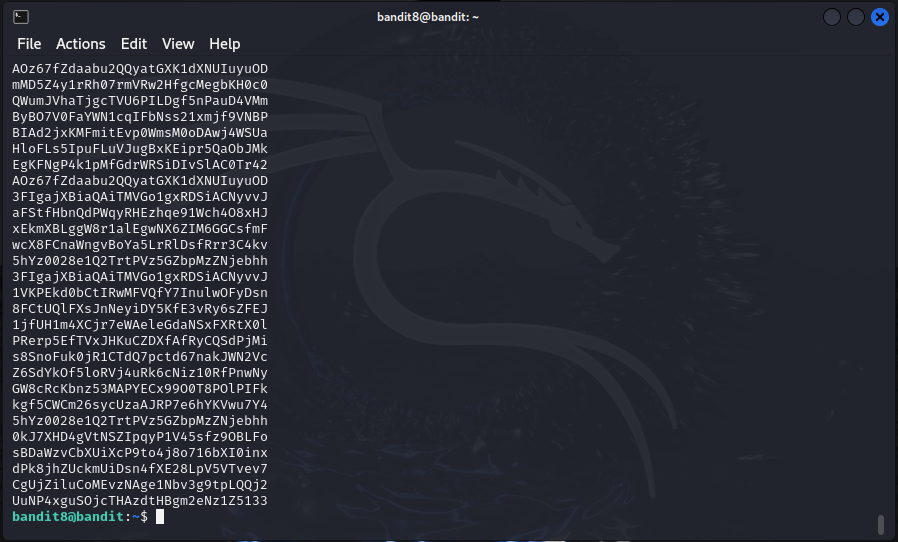 bandit8@bandit: ~
File Actions Edit View Help
AOz67fZdaabu2QQyatGXK1dXNUIuyuOD
mMD5Z4y1rRh07rmVRw2HfgcMegbKH0c0
QWumJVhaTjgcTVU6PILDgf5nPauD4VMm
ByBO7V0FaYWN1cqIFbNss21xmjf9VNBP
BIAd2jxKMFmitEvp0WmsM0oDAwj4WSUa
HloFLs5IpuFLuVJugBxKEipr5QaObJMk
EgKFNgP4k1pMfGdrWRSiDIvSlAC0Tr42
AOz67fZdaabu2QQyatGXK1dXNUIuyuOD
3FIgajXBiaQAiTMVGo1gxRDSiACNyvvJ
aFStfHbnQdPWqyRHEzhqe91Wch4O8xHJ
xEkmXBLggW8r1alEgwNX6ZIM6GGCsfmF
wcX8FCnaWngvBoYa5LrRlDsfRrr3C4kv
5hYz0028e1Q2TrtPVz5GZbpMzZNjebhh
3FIgajXBiaQAiTMVGo1gxRDSiACNyvvJ
1VKPEkd0bCtIRwMFVQfY7InulwOFyDsn
8FCtUQlFXsJnNeyiDY5KfE3vRy6sZFEJ
1jfUH1m4XCjr7eWAeleGdaNSxFXRtX0l
PRerp5EfTVxJHKuCZDXfAfRyCQSdPjMi
s8SnoFuk0jR1CTdQ7pctd67nakJWN2Vc
Z6SdYkOf5loRVj4uRk6cNiz10RfPnwNy
GW8cRcKbnz53MAPYECx99O0T8POlPIFk
kgf5CWCm26sycUzaAJRP7e6hYKVwu7Y4
5hYz0028e1Q2TrtPVz5GZbpMzZNjebhh
0kJ7XHD4gVtNSZIpqyP1V45sfz9OBLFo
sBDaWzvCbXUiXcP9to4j8o716bXI0inx
dPk8jhZUckmUiDsn4fXE28LpV5VTvev7
CgUjZiluCoMEvzNAge1Nbv3g9tpLQQj2
UuNP4xguSOjcTHAzdtHBgm2eNz1Z5133
bandit8@bandit:~$